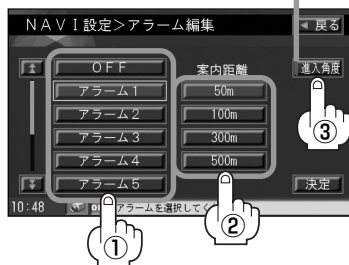 NAVI設定>アラーム編集
戻る
OFF
案内距離
進入角度
アラーム1
50m
アラーム2
100m
アラーム3
300m
③
アラーム4
500m
アラーム5
決定
10:48
アラームを選択してく
①
②